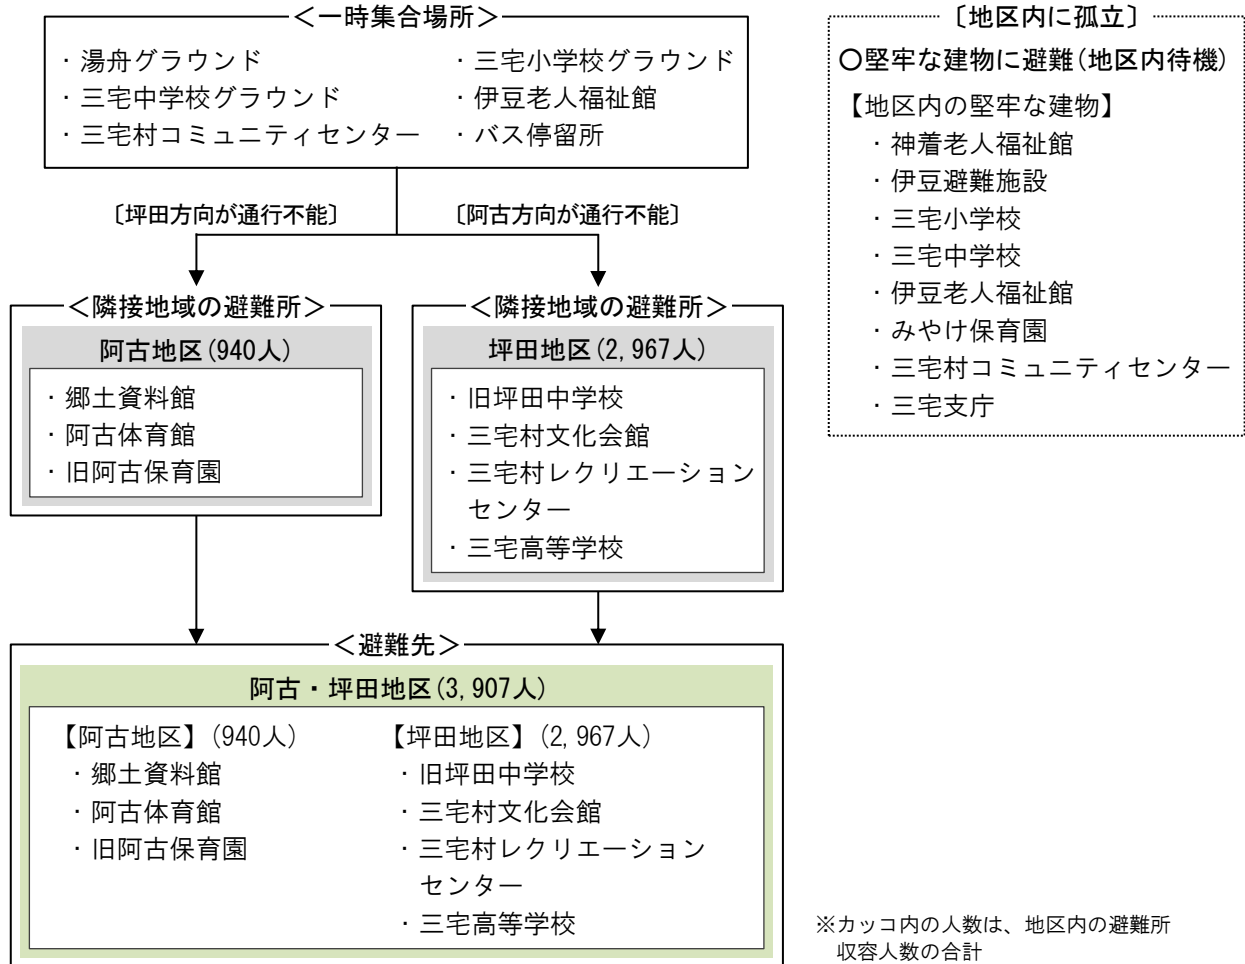 ＜一時集合場所＞
・湯舟グラウンド
・三宅中学校グラウンド
・三宅村コミュニティセンター
・三宅小学校グラウンド
・伊豆老人福祉館
・バス停留所
〔坪田方向が通行不能〕
〔阿古方向が通行不能〕
＜隣接地域の避難所＞
阿古地区(940人)
・郷土資料館
・阿古体育館
・旧阿古保育園
＜隣接地域の避難所＞
坪田地区(2,967人)
・旧坪田中学校
・三宅村文化会館
・三宅村レクリエーション
センター
・三宅高等学校
＜避難先＞
阿古・坪田地区(3,907人)
【阿古地区】(940人)
・郷土資料館
・阿古体育館
・旧阿古保育園
【坪田地区】(2,967人)
・旧坪田中学校
・三宅村文化会館
・三宅村レクリエーション
センター
・三宅高等学校
〔地区内に孤立〕
○堅牢な建物に避難(地区内待機)
【地区内の堅牢な建物】
・神着老人福祉館
・伊豆避難施設
・三宅小学校
・三宅中学校
・伊豆老人福祉館
・みやけ保育園
・三宅村コミュニティセンター
・三宅支庁
※カッコ内の人数は、地区内の避難所
収容人数の合計